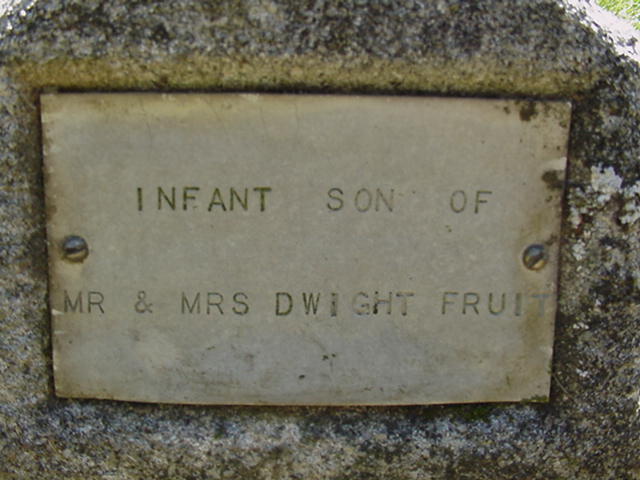 INFANT SON OF
MR & MRS DWIGHT FRUIT